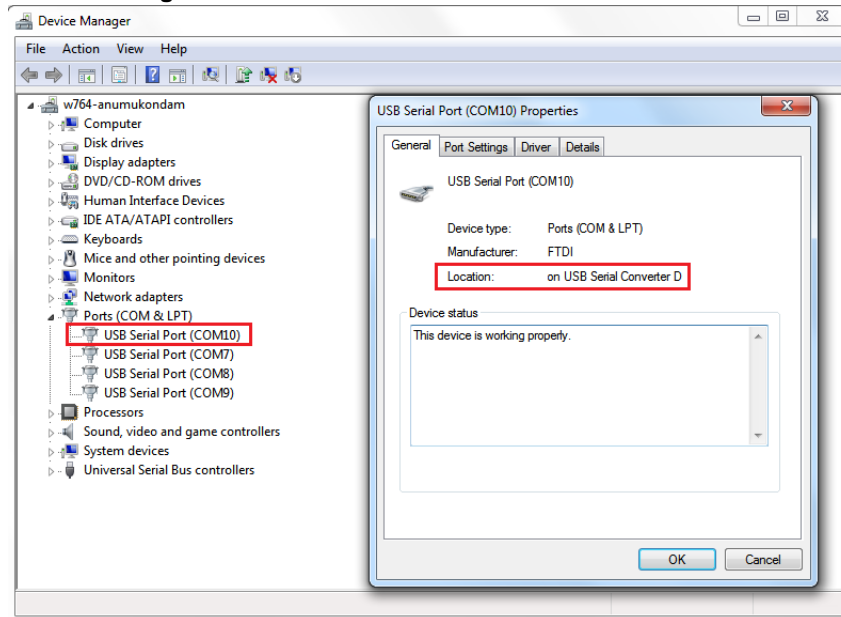 Device Manager
File Action View Help
w764-anumukondam
Computer
Disk drives
Display adapters
DVD/CD-ROM drives
Human Interface Devices
IDE ATA/ATAPI controllers
Keyboards
Mice and other pointing devices
Monitors
Network adapters
Ports (COM & LPT)
USB Serial Port (COM10)
USB Serial Port (COM7)
USB Serial Port (COM8)
USB Serial Port (COM9)
Processors
Sound, video and game controllers
System devices
Universal Serial Bus controllers
USB Serial Port (COM10) Properties
General Port Settings Driver Details
USB Serial Port (COM10)
Device type: Ports (COM & LPT)
Manufacturer: FTDI
Location: on USB Serial Converter D
Device status
This device is working properly.
OK Cancel